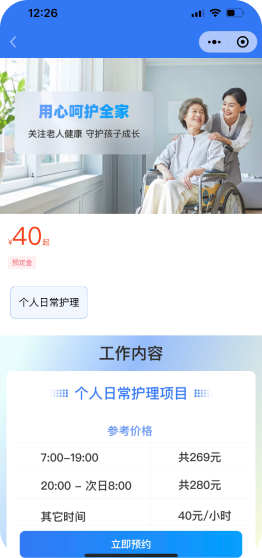 12:26
用心呵护全家
关注老人健康 守护孩子成长
¥40起
预定金
个人日常护理
工作内容
个人日常护理项目
参考价格
7:00-19:00 共269元
20:00 - 次日8:00 共280元
其它时间 40元/小时
立即预约